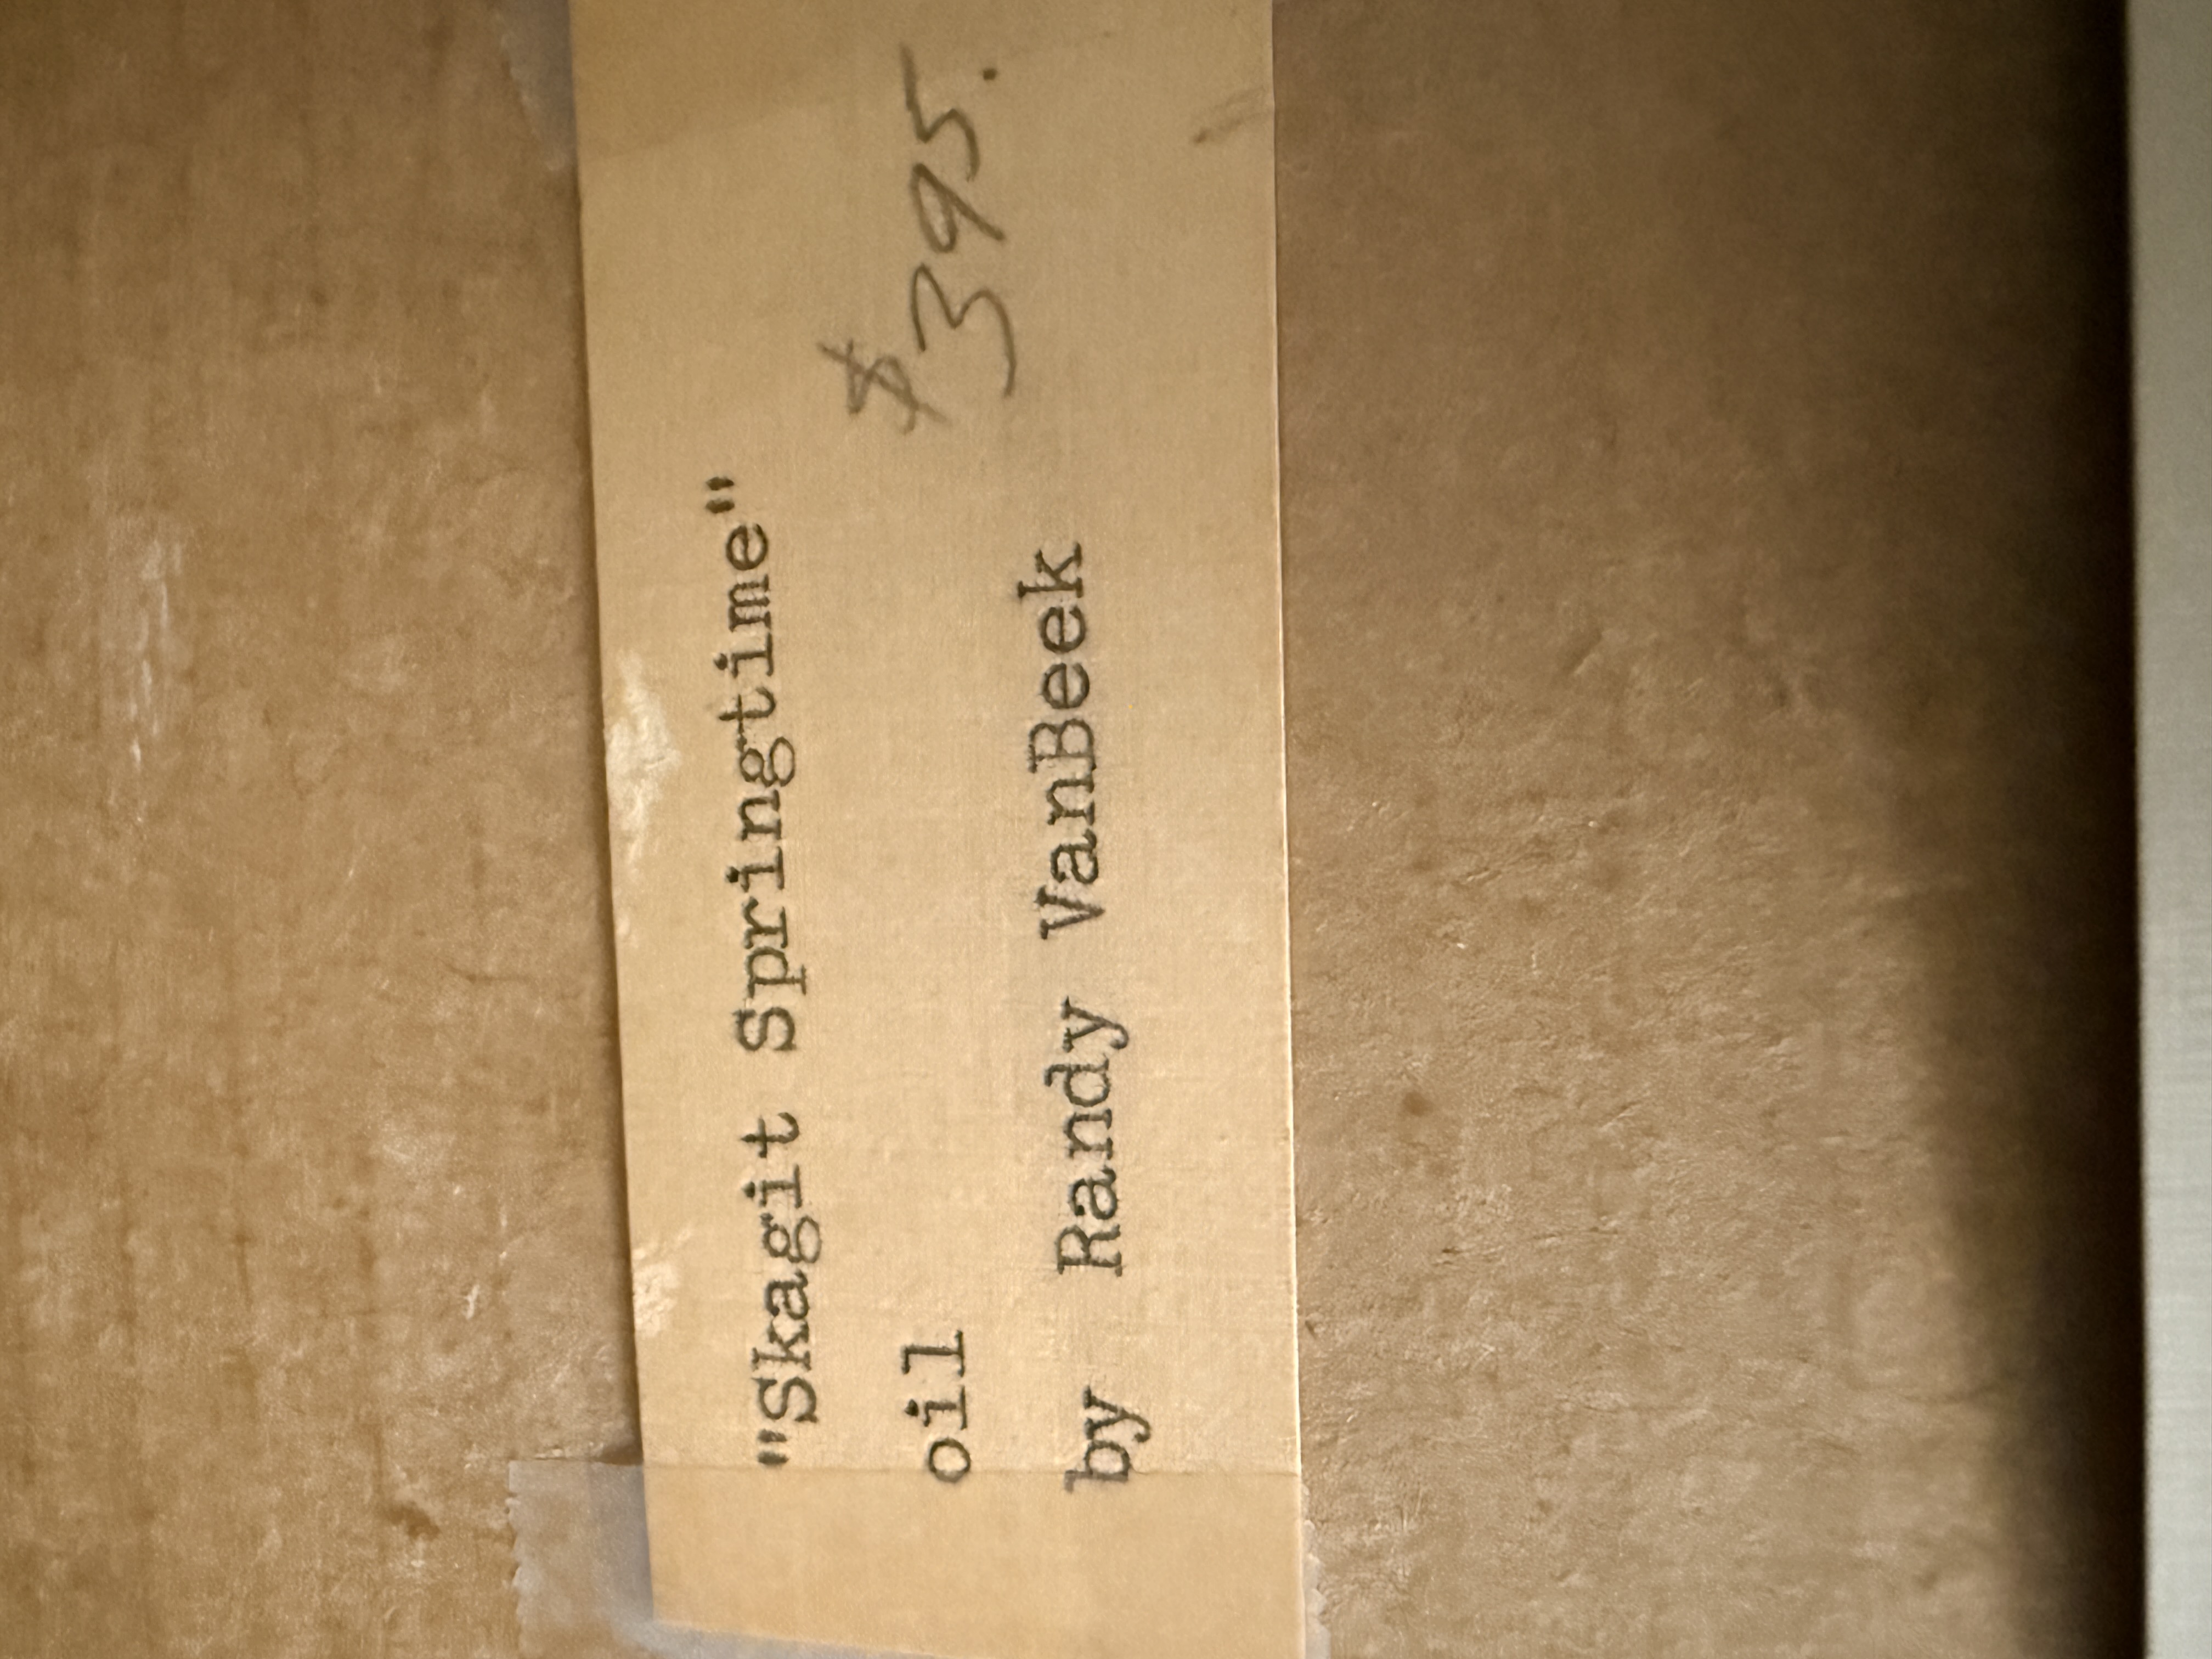 "Skagit Springtime"
oil
$395.
by Randy VanBeek